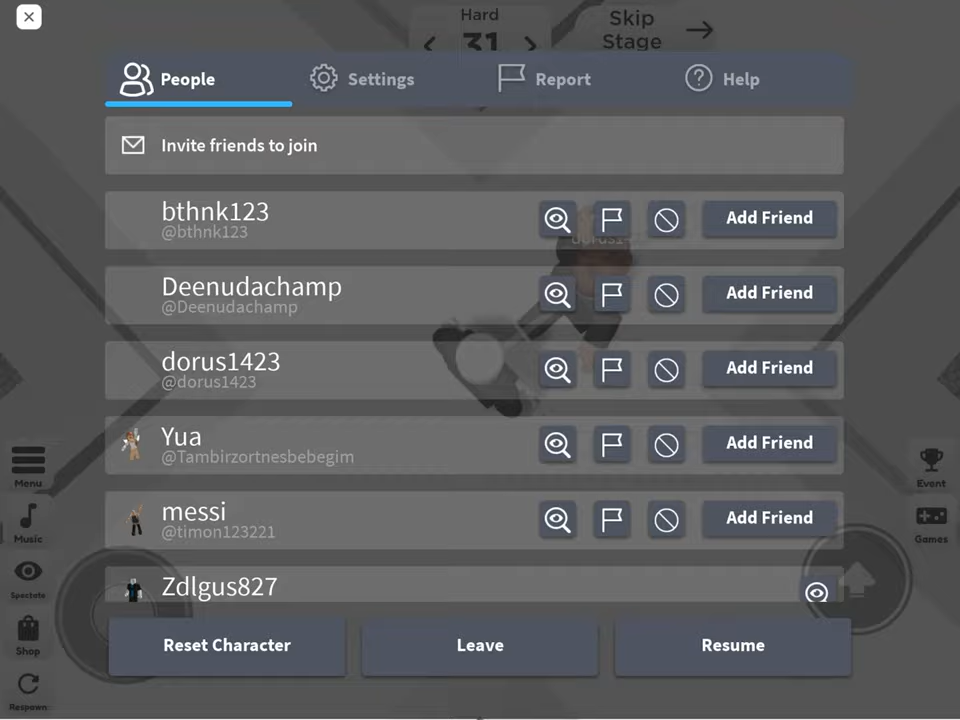 Hard
31
Skip
Stage
People
Settings
Report
Help
Invite friends to join
bthnk123
@bthnk123
Add Friend
Deenudachamp
@Deenudachamp
Add Friend
dorus1423
@dorus1423
Add Friend
Yua
@Tambirzortnesbebegim
Add Friend
messi
@timon123221
Add Friend
Zdlgus827
Menu
Music
Spectate
Shop
Respawn
Event
Games
Reset Character
Leave
Resume